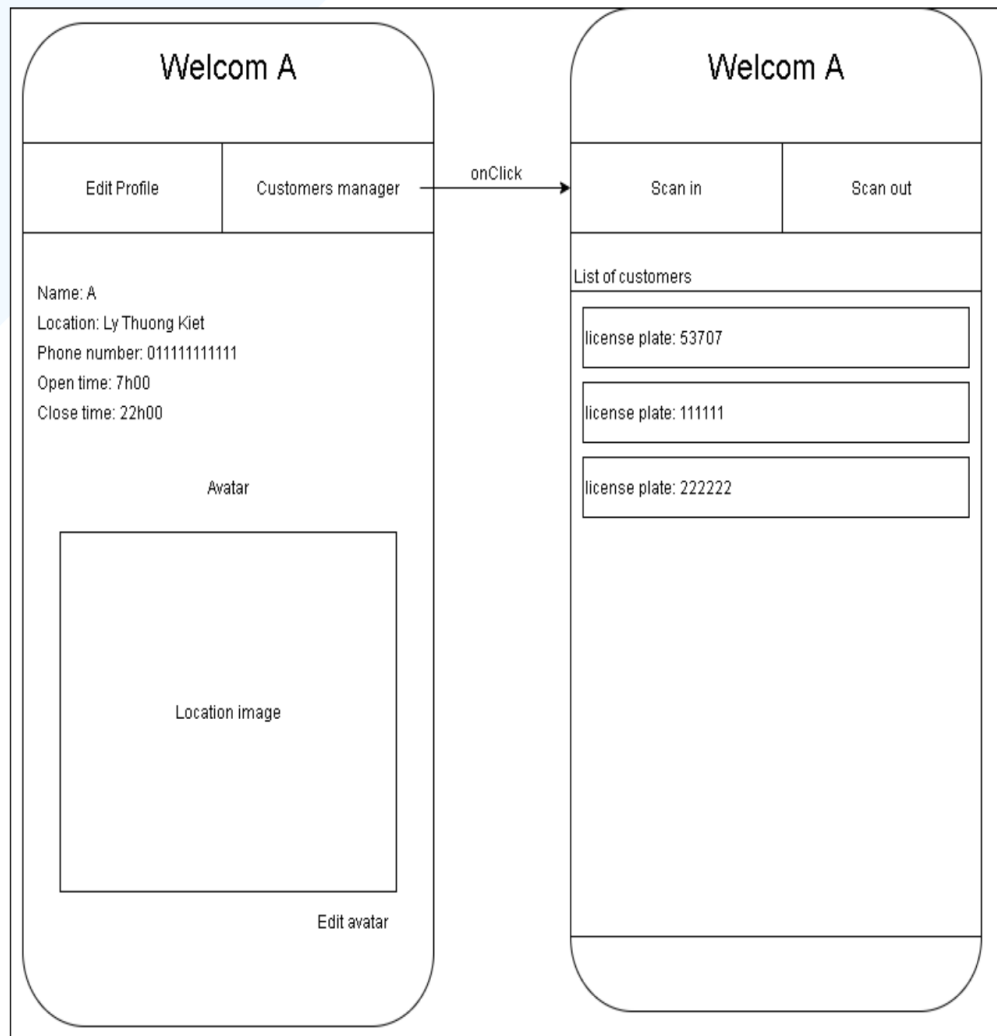 Welcom A
Edit Profile
Customers manager
Name: A
Location: Ly Thuong Kiet
Phone number: 011111111111
Open time: 7h00
Close time: 22h00
Avatar
Location image
Edit avatar
onClick
Welcom A
Scan in
Scan out
List of customers
license plate: 53707
license plate: 111111
license plate: 222222